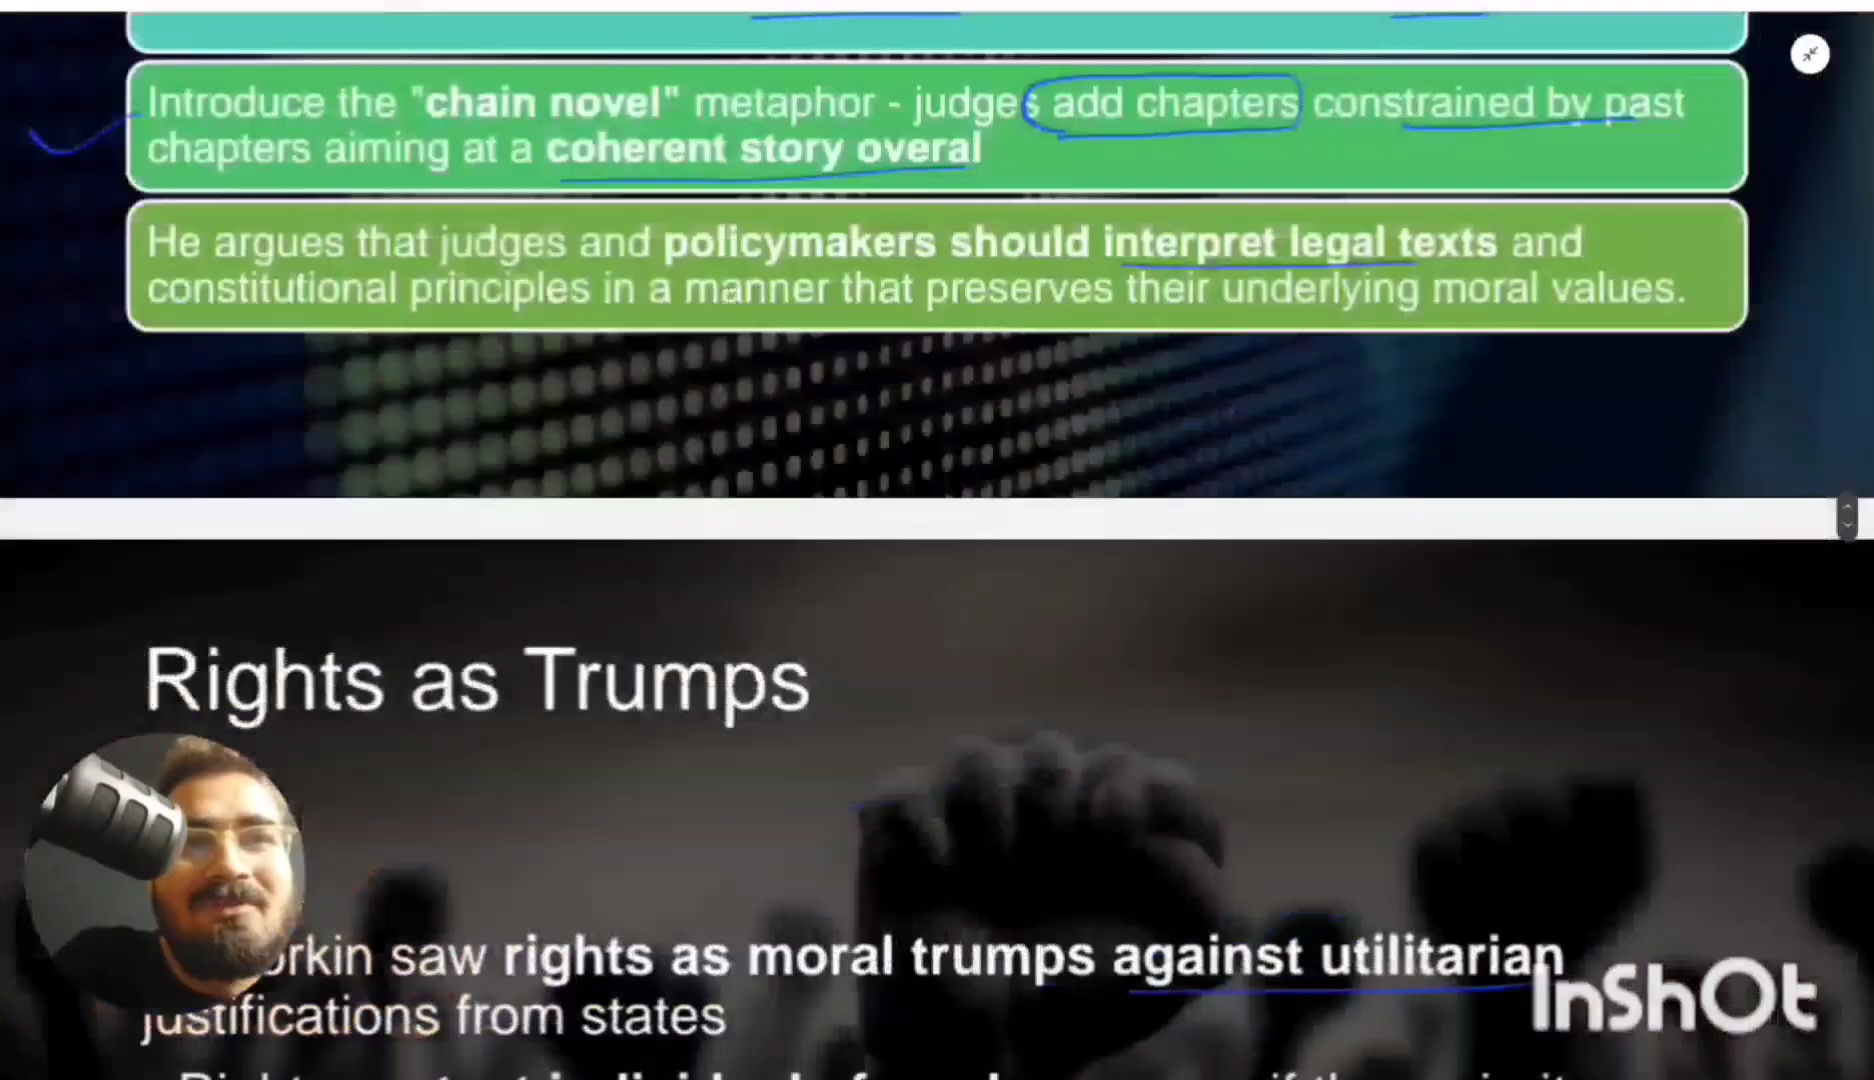 Introduce the "chain novel" metaphor - judges add chapters constrained by past
chapters aiming at a coherent story overal
He argues that judges and policymakers should interpret legal texts and
constitutional principles in a manner that preserves their underlying moral values.
Rights as Trumps
orkin saw rights as moral trumps against utilitarian
justifications from states
InShOt